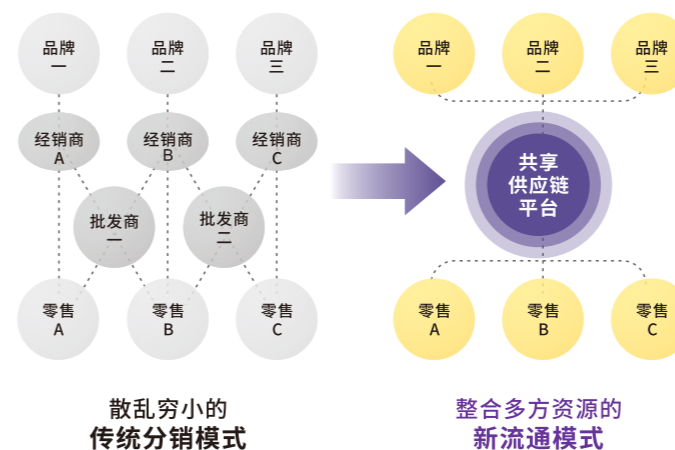 品牌
一
品牌
二
品牌
三
经销商
A
经销商
B
经销商
C
批发商
一
批发商
二
零售
A
零售
B
零售
C
散乱穷小的
传统分销模式
品牌
一
品牌
二
品牌
三
共享
供应链
平台
零售
A
零售
B
零售
C
整合多方资源的
新流通模式